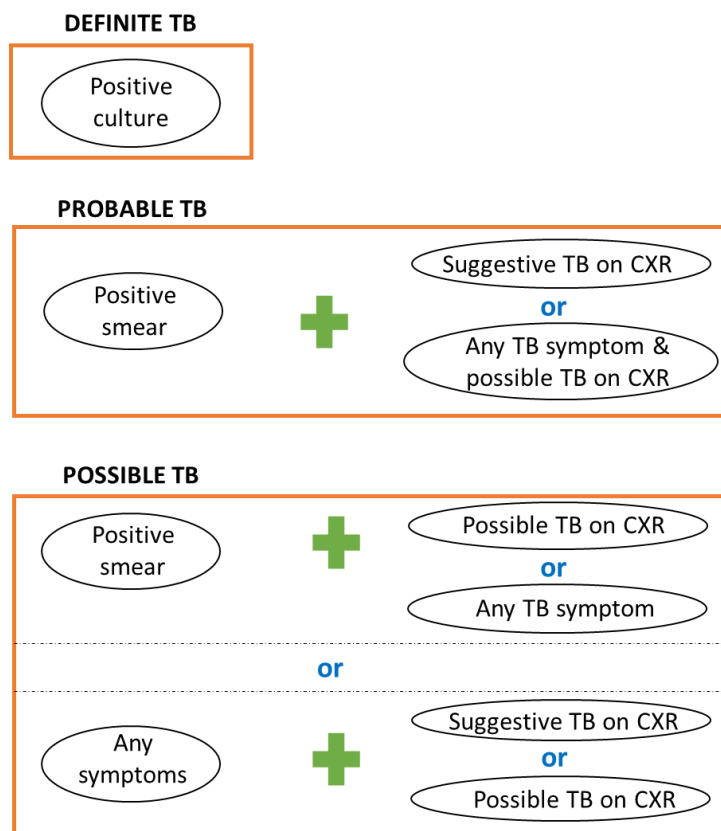 DEFINITE TB
Positive
culture
PROBABLE TB
Positive
smear
Suggestive TB on CXR
or
Any TB symptom &
possible TB on CXR
POSSIBLE TB
Positive
smear
Possible TB on CXR
or
Any TB symptom
or
Any
symptoms
Suggestive TB on CXR
or
Possible TB on CXR